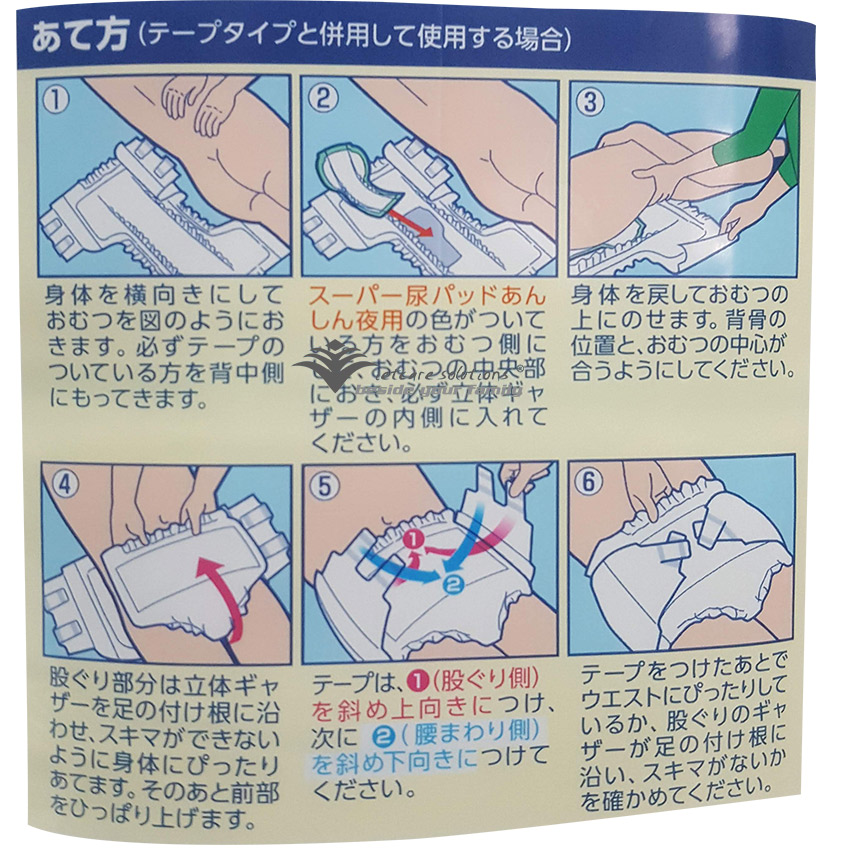 あて方(テープタイプと併用して使用する場合)
①
身体を横向きにして
おむつを図のようにお
きます。必ずテープの
ついている方を背中側
にもってきます。
②
スーパー尿パッドあん
しん夜用の色がついて
いる方をおむつ側に
おむつの中央部
におき、必ず立体ギャ
ザーの内側に入れて
ください。
etcare solutions®
beside your family
③
身体を戻しておむつの
上にのせます。背骨の
位置と、おむつの中心が
合うようにしてください。
④
股ぐり部分は立体ギャ
ザーを足の付け根に沿
わせ、スキマができない
ように身体にぴったり
あてます。そのあと前部
をひっぱり上げます。
⑤
❶
❷
テープは、❶(股ぐり側)
を斜め上向きにつけ、
次に❷(腰まわり側)
を斜め下向きにつけて
ください。
⑥
テープをつけたあとで
ウエストにぴったりして
いるか、股ぐりのギャ
ザーが足の付け根に
沿い、スキマがないか
を確かめてください。